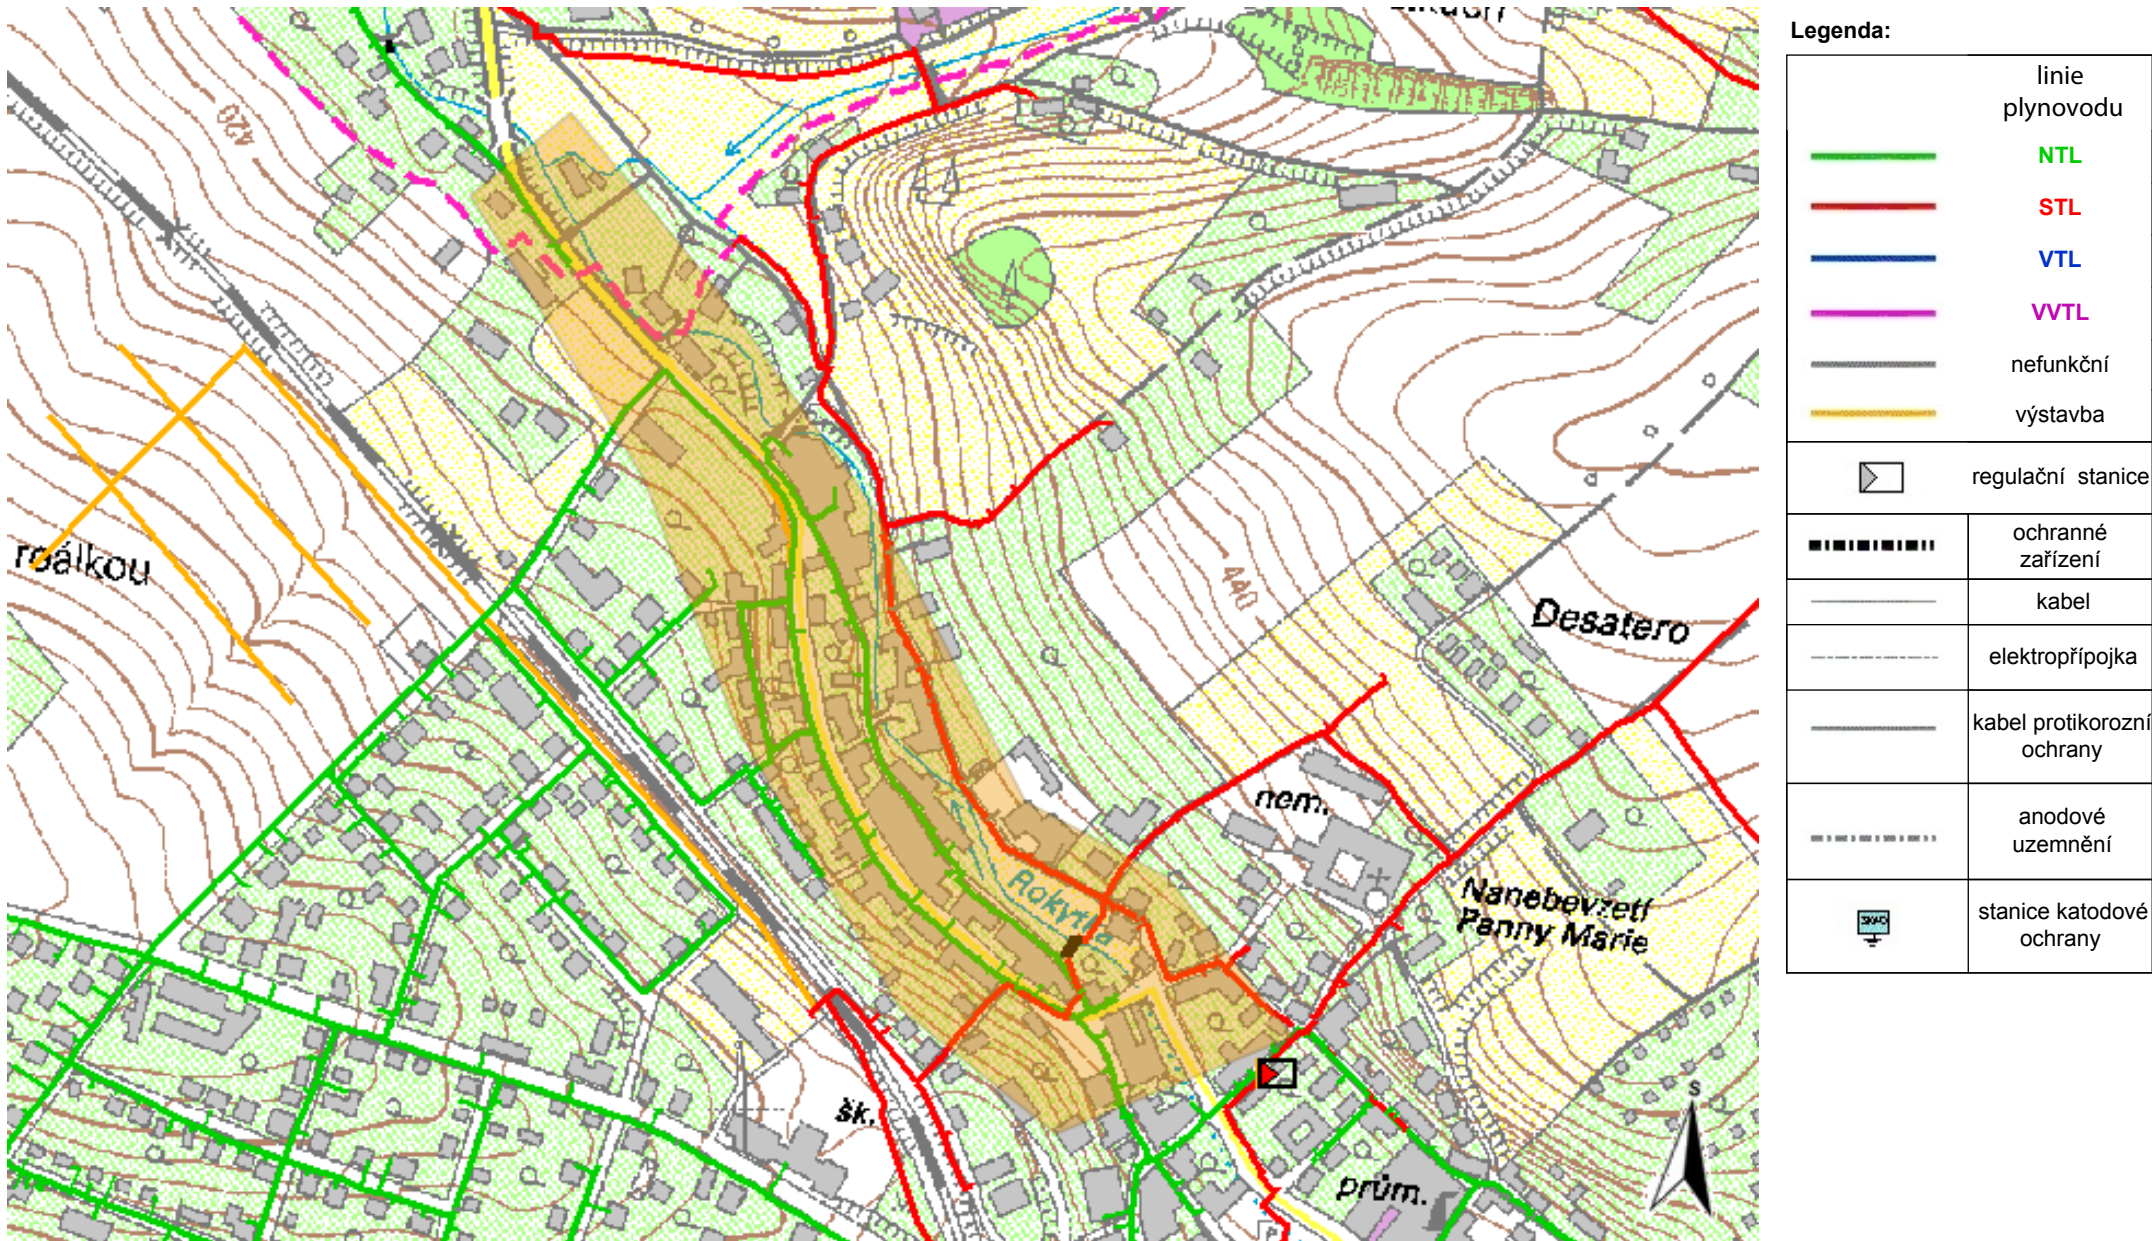 Legenda:
linie
plynovodu
NTL
STL
VTL
VVTL
nefunkční
výstavba
regulační stanice
ochranné
zařízení
kabel
elektropřípojka
kabel protikorozní
ochrany
anodové
uzemnění
stanice katodové
ochrany
420
440
Desatero
nem.
Nanebevzetí
Panny Marie
Rokytka
šk.
prům.
S